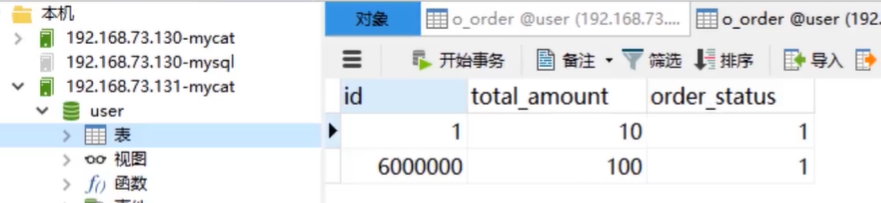 本机
192.168.73.130-mycat
192.168.73.130-mysql
192.168.73.131-mycat
user
表
视图
函数
对象 o_order @user (192.168.73.... o_order @user (192.
开始事务 备注 筛选 排序 导入
id total_amount order_status
1 10 1
6000000 100 1